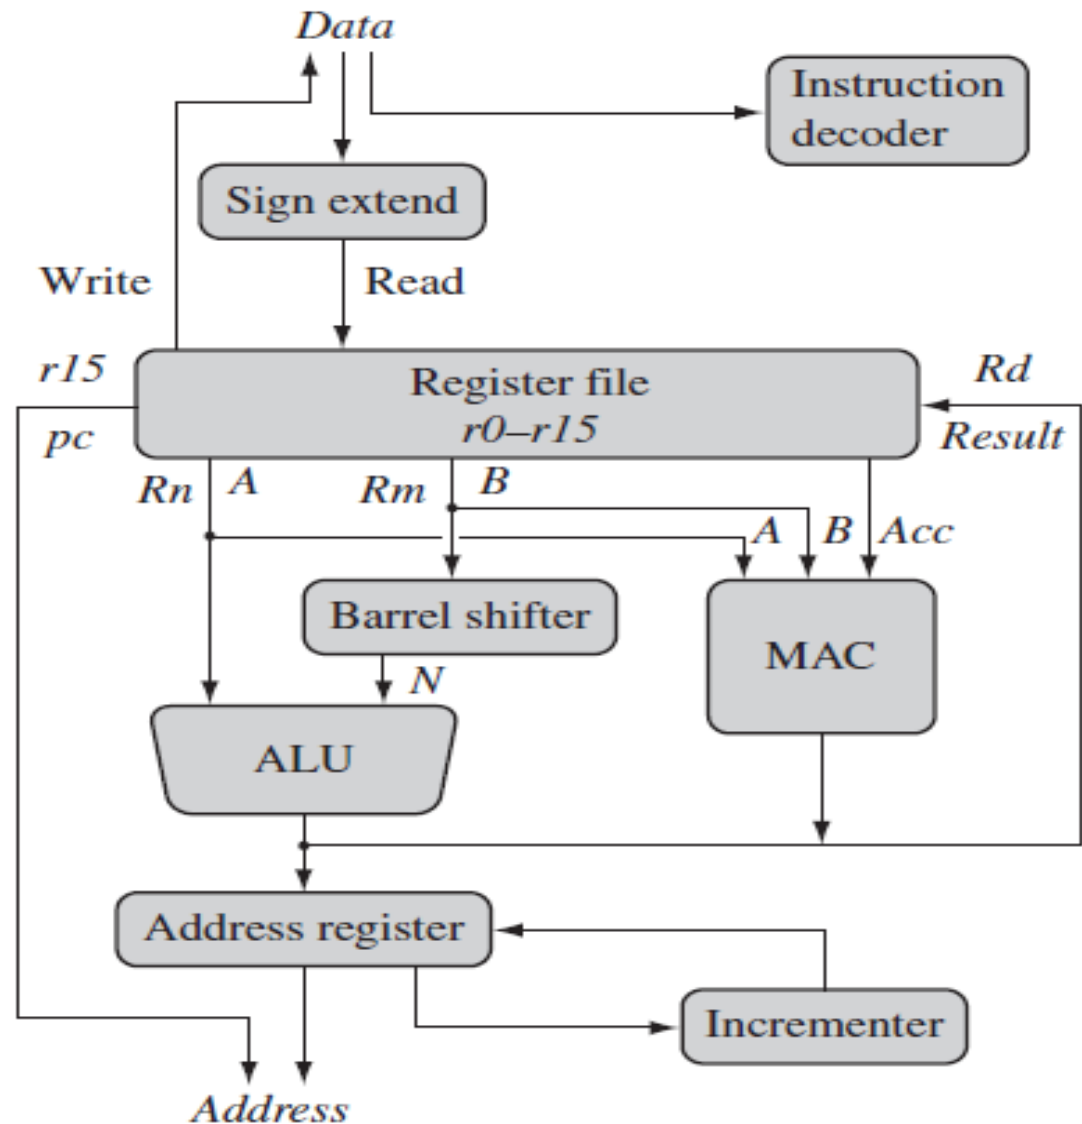 Data
Instruction
decoder
Sign extend
Write
Read
r15
Register file
Rd
pc
r0–r15
Result
Rn
A
Rm
B
A
B
Acc
Barrel shifter
MAC
N
ALU
Address register
Incrementer
Address